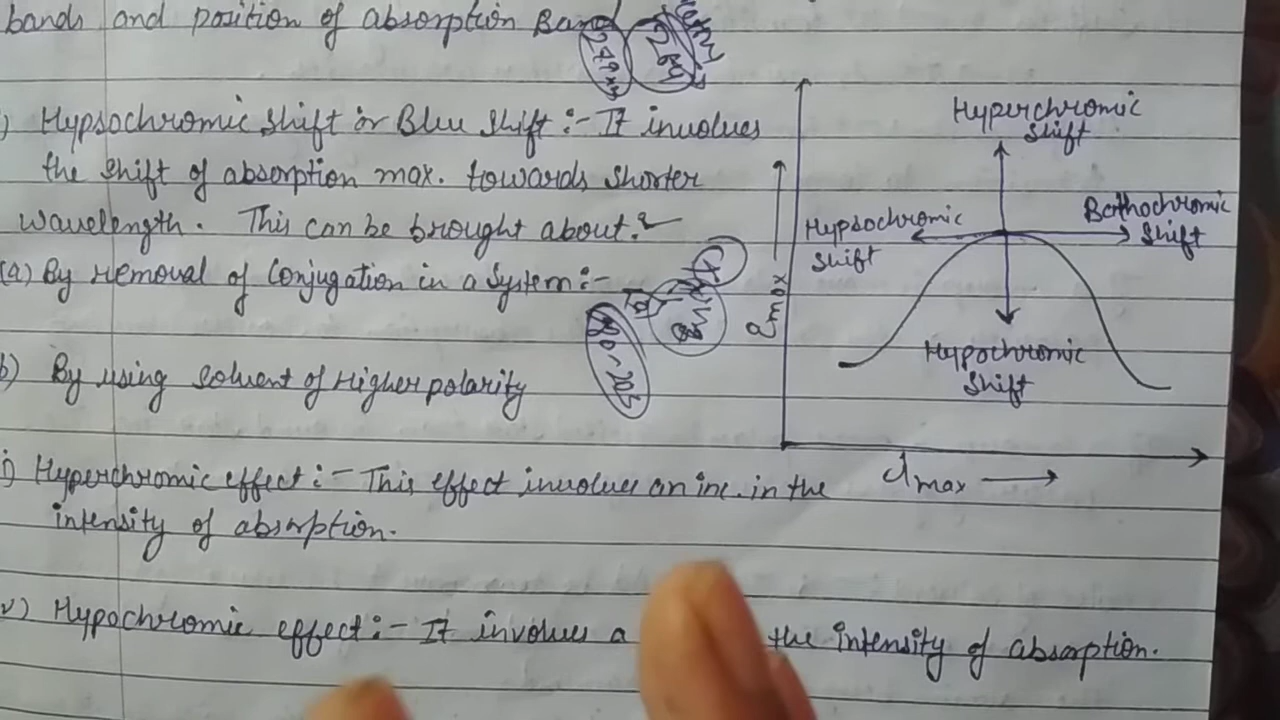 bands and position of absorption Band
) Hypsochromic shift or Blue shift :- It involves
the shift of absorption max. towards shorter
wavelength. This can be brought about :-
(a) By removal of Conjugation in a System :-
b) By using solvent of Higher polarity
i) Hyperchromic effect :- This effect involves an inc. in the
intensity of absorption.
v) Hypochromic effect :- It involves a the intensity of absorption.
Hyperchromic
shift
Hypsochromic
shift
Bathochromic
shift
Hypochromic
shift
εmax
λmax